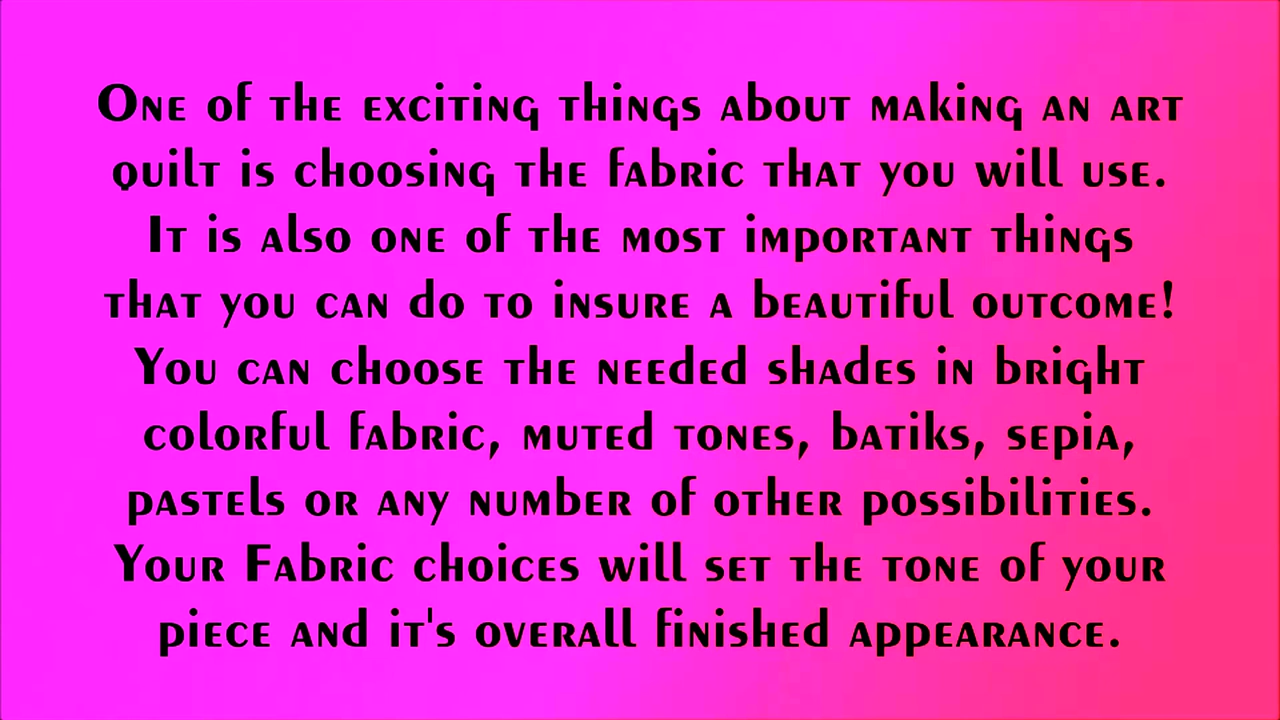 One of the exciting things about making an art
quilt is choosing the fabric that you will use.
It is also one of the most important things
that you can do to insure a beautiful outcome!
You can choose the needed shades in bright
colorful fabric, muted tones, batiks, sepia,
pastels or any number of other possibilities.
Your Fabric choices will set the tone of your
piece and it's overall finished appearance.